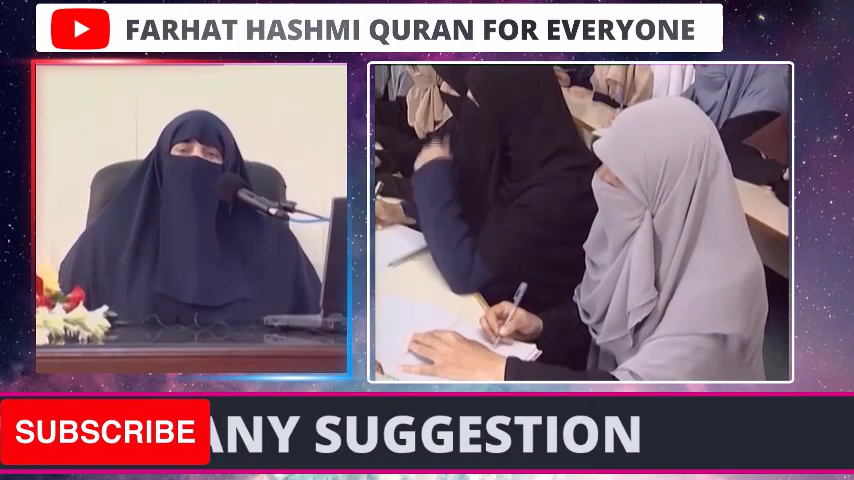 FARHAT HASHMI QURAN FOR EVERYONE
SUBSCRIBE ANY SUGGESTION